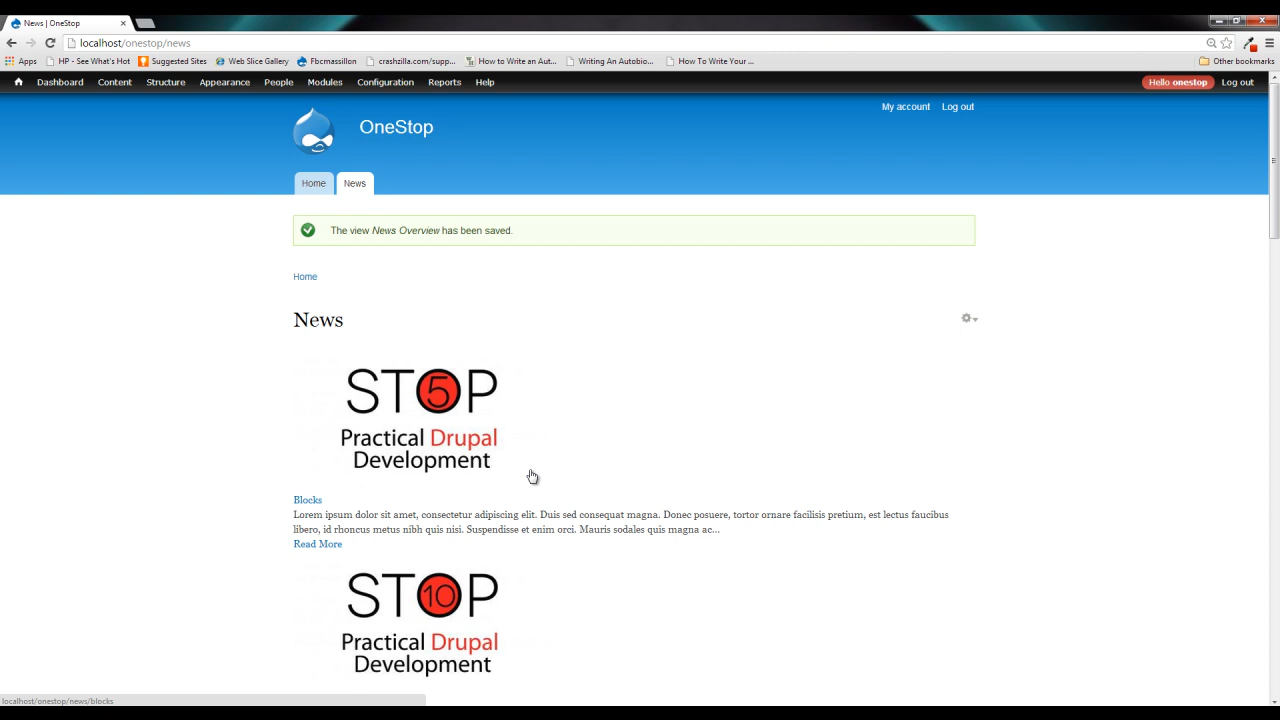 News | OneStop
localhost/onestop/news
Apps HP - See What's Hot Suggested Sites Web Slice Gallery Fbcmassillon crashzilla.com/supp... How to Write an Aut... Writing An Autobio... How To Write Your ... Other bookmarks
Dashboard Content Structure Appearance People Modules Configuration Reports Help Hello onestop Log out
My account Log out
OneStop
Home News
The view News Overview has been saved.
Home
News
STOP
5
Practical Drupal
Development
Blocks
Lorem ipsum dolor sit amet, consectetur adipiscing elit. Duis sed consequat magna. Donec posuere, tortor ornare facilisis pretium, est lectus faucibus
libero, id rhoncus metus nibh quis nisi. Suspendisse et enim orci. Mauris sodales quis magna ac...
Read More
STOP
10
Practical Drupal
Development
localhost/onestop/news/blocks